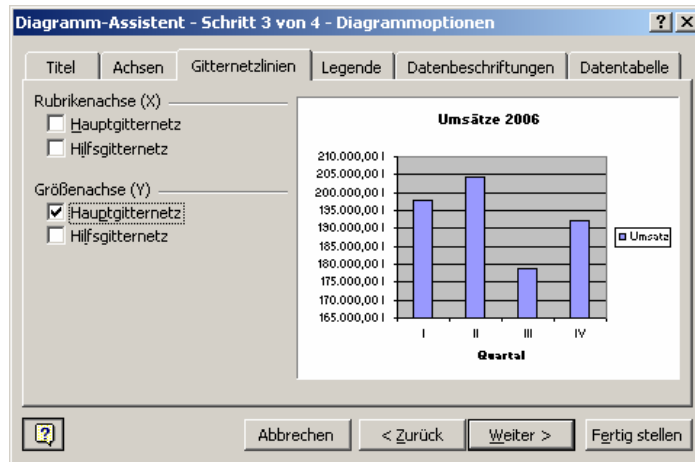 Diagramm-Assistent - Schritt 3 von 4 - Diagrammoptionen
Titel Achsen Gitternetzlinien Legende Datenbeschriftungen Datentabelle
Rubrikenachse (X)
Hauptgitternetz
Hilfsgitternetz
Größenachse (Y)
Hauptgitternetz
Hilfsgitternetz
Umsätze 2006
210.000,00
205.000,00
200.000,00
195.000,00
190.000,00
185.000,00
180.000,00
175.000,00
170.000,00
165.000,00
I II III IV
Quartal
Umsatz
Abbrechen < Zurück Weiter > Fertig stellen